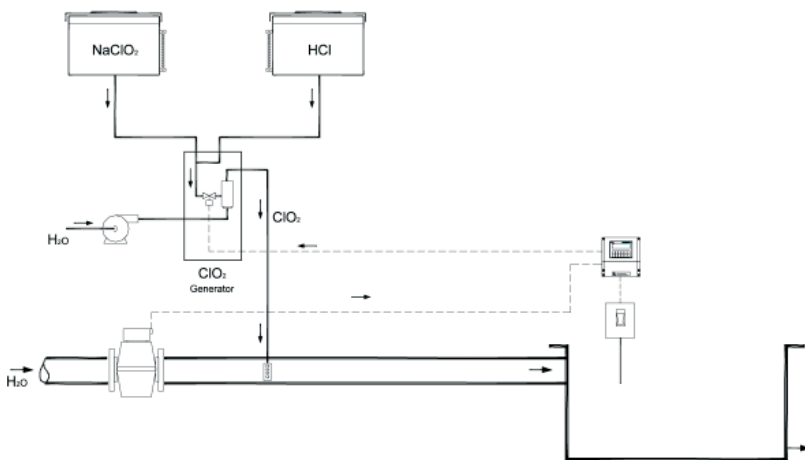 NaClO₂
HCl
ClO₂
H₂O
ClO₂
Generator
H₂O